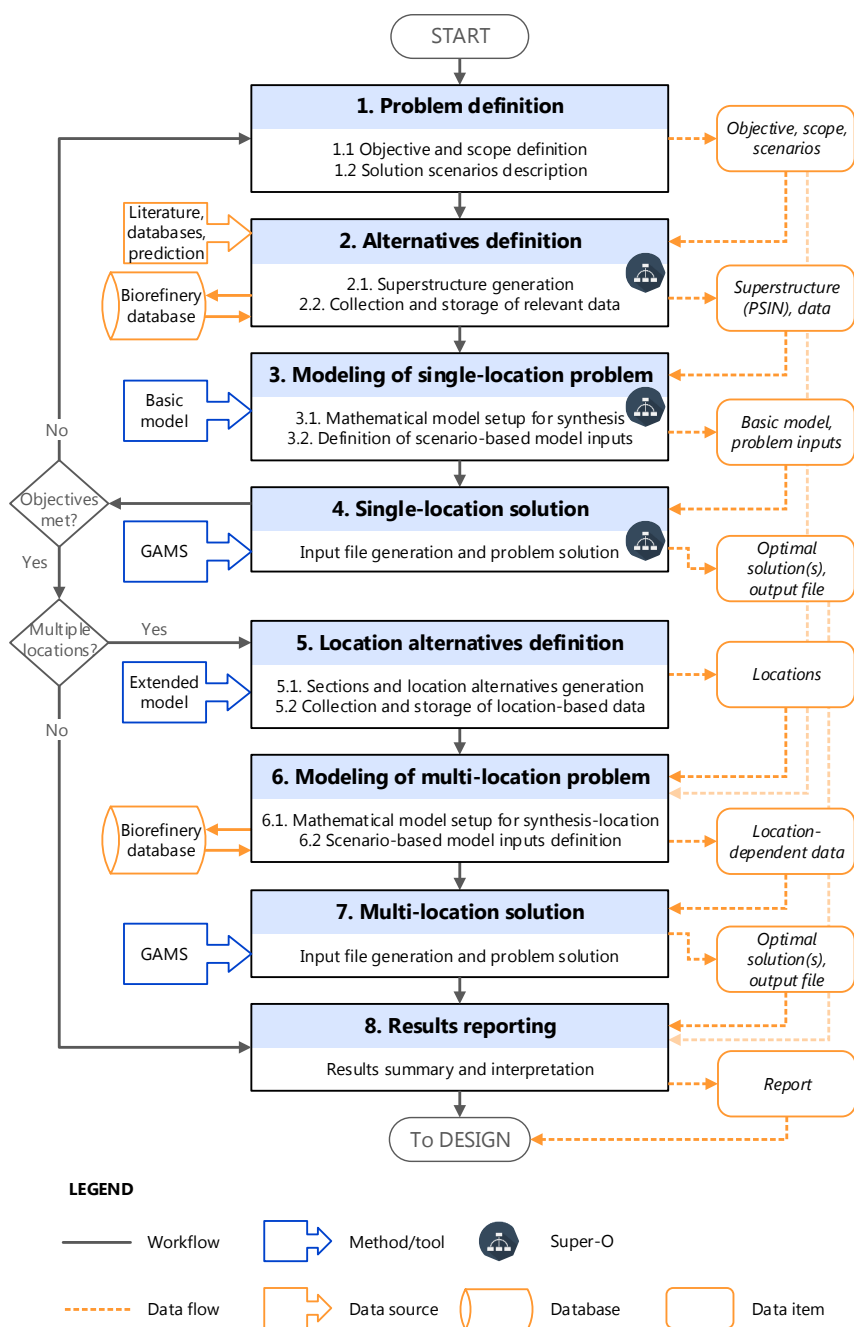 START
1. Problem definition
1.1 Objective and scope definition
1.2 Solution scenarios description
Objective, scope,
scenarios
Literature,
databases,
prediction
2. Alternatives definition
2.1. Superstructure generation
2.2. Collection and storage of relevant data
Biorefinery
database
Superstructure
(PSIN), data
3. Modeling of single-location problem
3.1. Mathematical model setup for synthesis
3.2. Definition of scenario-based model inputs
Basic
model
Basic model,
problem inputs
No
Objectives
met?
Yes
4. Single-location solution
Input file generation and problem solution
GAMS
Optimal
solution(s),
output file
Multiple
locations?
Yes
No
5. Location alternatives definition
5.1. Sections and location alternatives generation
5.2 Collection and storage of location-based data
Extended
model
Locations
6. Modeling of multi-location problem
6.1. Mathematical model setup for synthesis-location
6.2 Scenario-based model inputs definition
Biorefinery
database
Location-
dependent data
7. Multi-location solution
Input file generation and problem solution
GAMS
Optimal
solution(s),
output file
8. Results reporting
Results summary and interpretation
Report
To DESIGN
LEGEND
Workflow
Method/tool
Super-O
Data flow
Data source
Database
Data item